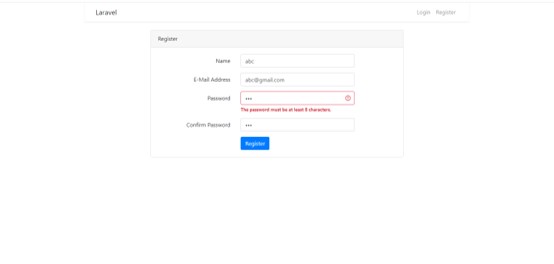 Laravel
Login Register
Register
Name abc
E-Mail Address abc@gmail.com
Password •••
The password must be at least 8 characters.
Confirm Password •••
Register